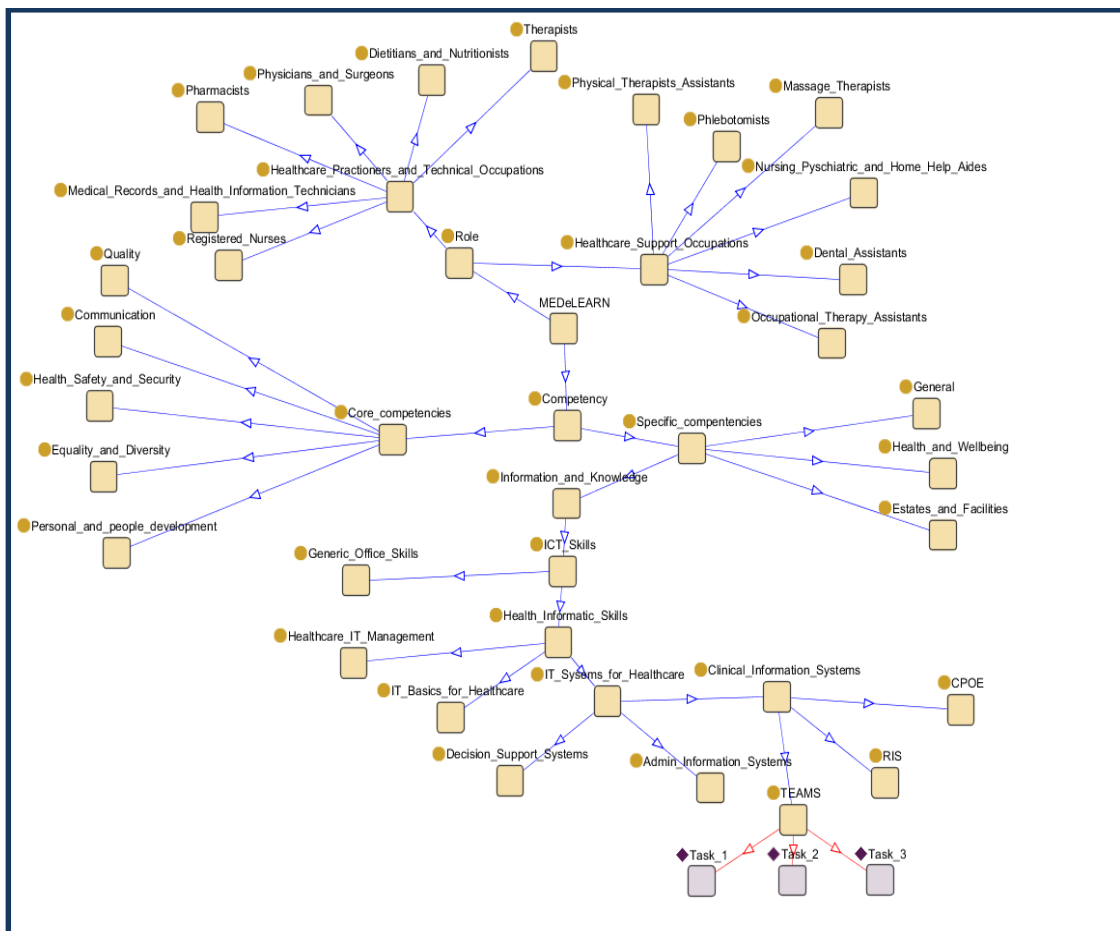 Therapists
Dietitians_and_Nutritionists
Physicians_and_Surgeons
Physical_Therapists_Assistants
Massage_Therapists
Pharmacists
Phlebotomists
Healthcare_Practioners_and_Technical_Occupations
Nursing_Pyschiatric_and_Home_Help_Aides
Medical_Records_and_Health_Information_Technicians
Registered_Nurses
Role
Healthcare_Support_Occupations
Quality
Dental_Assistants
MEDeLEARN
Communication
Occupational_Therapy_Assistants
Health_Safety_and_Security
General
Competency
Core_competencies
Specific_compentencies
Equality_and_Diversity
Health_and_Wellbeing
Information_and_Knowledge
Estates_and_Facilities
Personal_and_people_development
ICT_Skills
Generic_Office_Skills
Health_Informatic_Skills
Healthcare_IT_Management
IT_Sysems_for_Healthcare
Clinical_Information_Systems
CPOE
IT_Basics_for_Healthcare
Decision_Support_Systems
Admin_Information_Systems
RIS
TEAMS
Task_1
Task_2
Task_3